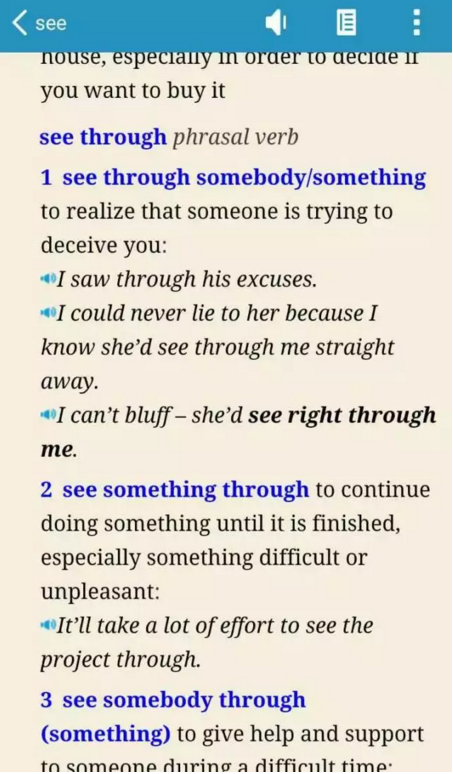 see
house, especially in order to decide if
you want to buy it
see through phrasal verb
1 see through somebody/something
to realize that someone is trying to
deceive you:
I saw through his excuses.
I could never lie to her because I
know she’d see through me straight
away.
I can’t bluff – she’d see right through
me.
2 see something through to continue
doing something until it is finished,
especially something difficult or
unpleasant:
It’ll take a lot of effort to see the
project through.
3 see somebody through
(something) to give help and support
to someone during a difficult time: